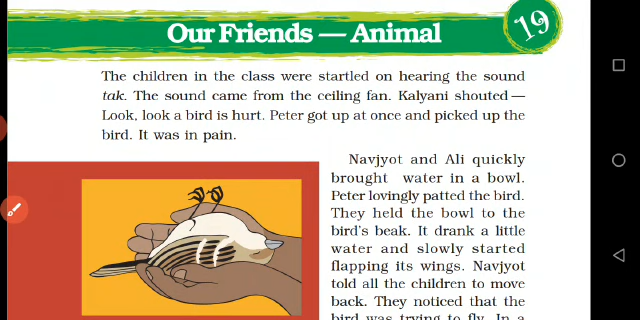 Our Friends — Animal
19
The children in the class were startled on hearing the sound
tak. The sound came from the ceiling fan. Kalyani shouted —
Look, look a bird is hurt. Peter got up at once and picked up the
bird. It was in pain.
Navjyot and Ali quickly
brought water in a bowl.
Peter lovingly patted the bird.
They held the bowl to the
bird's beak. It drank a little
water and slowly started
flapping its wings. Navjyot
told all the children to move
back. They noticed that the
bird was trying to fly. In a